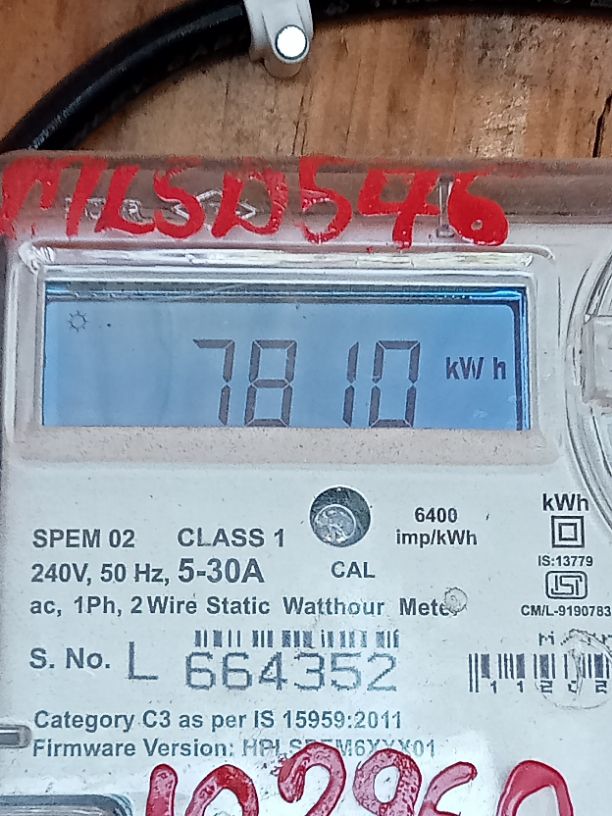 MLSD546
7810 kWh
6400
imp/kWh
kWh
SPEM 02 CLASS 1
CAL
IS:13779
240V, 50 Hz, 5-30A
ac, 1Ph, 2 Wire Static Watthour Meter
CM/L-9190783
S. No. L 664352
Category C3 as per IS 15959:2011
Firmware Version: HPLSPEM6XXX01